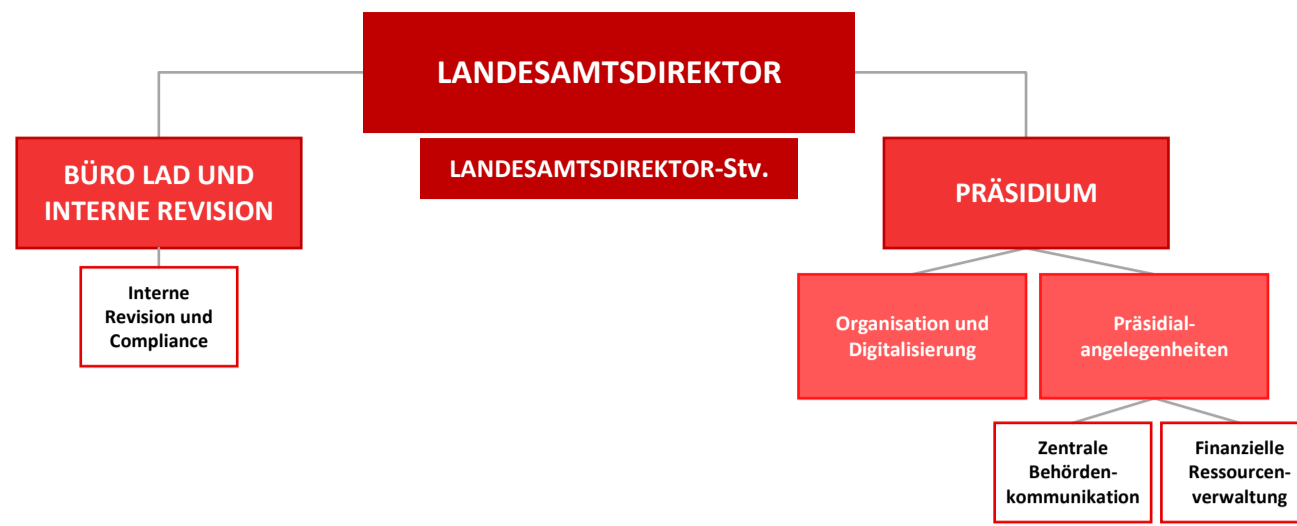 LANDESAMTSDIREKTOR
LANDESAMTSDIREKTOR-Stv.
BÜRO LAD UND
INTERNE REVISION
PRÄSIDIUM
Interne
Revision und
Compliance
Organisation und
Digitalisierung
Präsidial-
angelegenheiten
Zentrale
Behörden-
kommunikation
Finanzielle
Ressourcen-
verwaltung